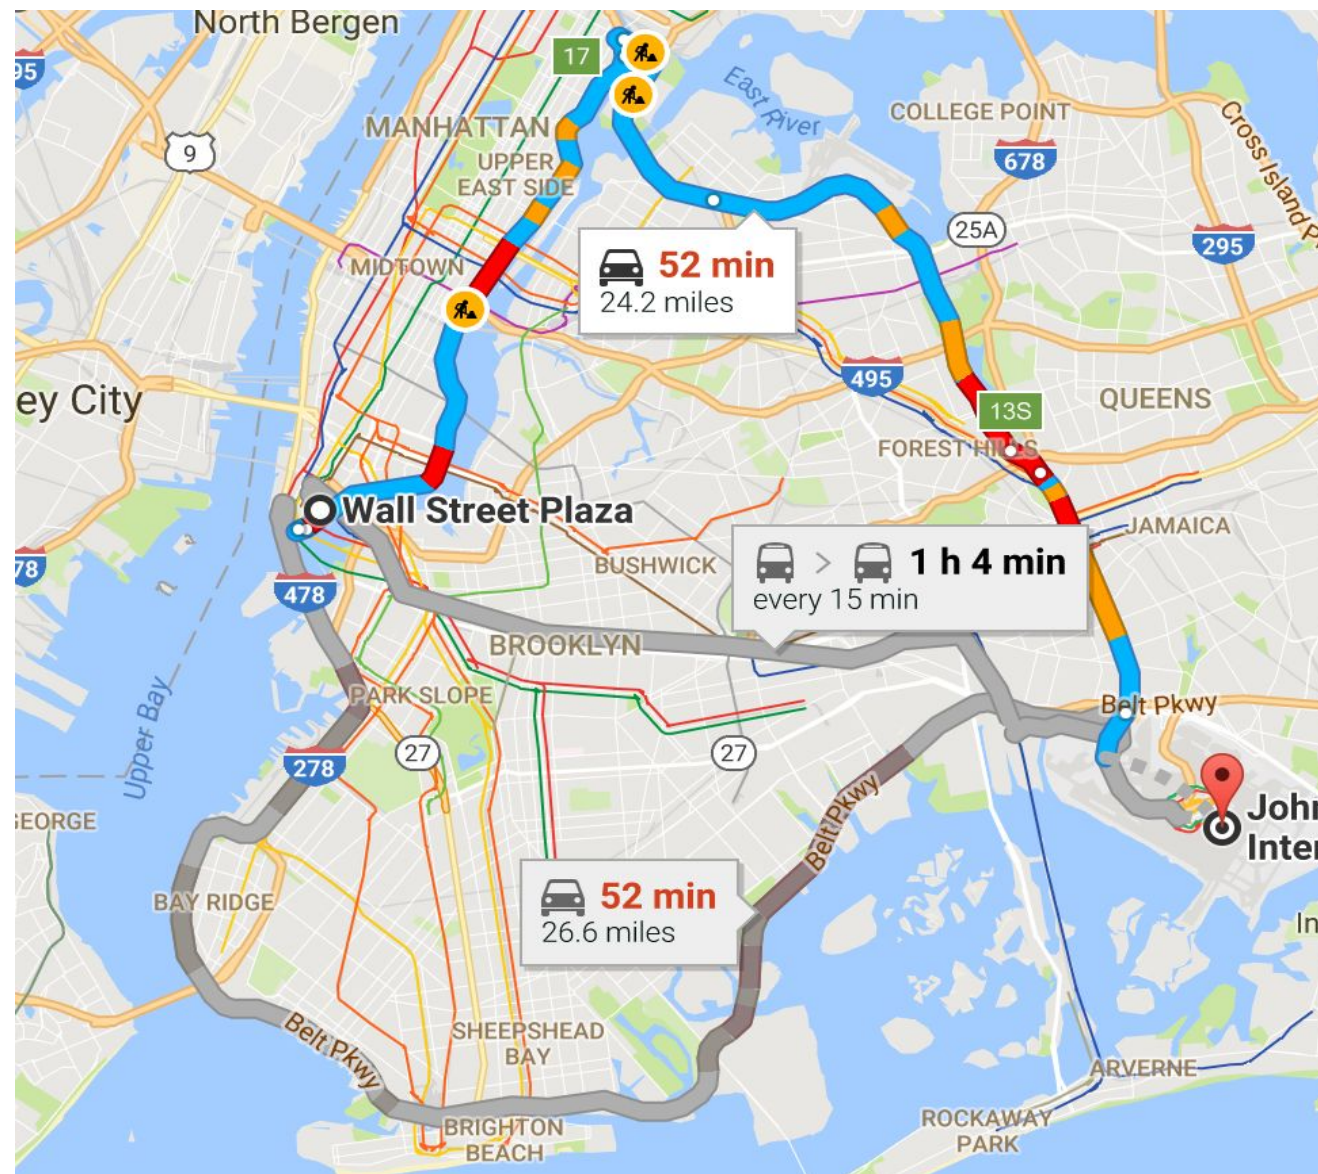 North Bergen
17
95
East River
COLLEGE POINT
Cross Island P
MANHATTAN
9
678
UPPER
EAST SIDE
25A
295
MIDTOWN
52 min
24.2 miles
495
ey City
QUEENS
13S
FOREST HILLS
Wall Street Plaza
JAMAICA
> 1 h 4 min
every 15 min
BUSHWICK
78
478
BROOKLYN
PARK SLOPE
Belt Pkwy
Upper Bay
27
27
278
Belt Pkwy
GEORGE
John
Inter
52 min
26.6 miles
BAY RIDGE
In
Belt Pkwy
SHEEPSHEAD
BAY
ARVERNE
BRIGHTON
BEACH
ROCKAWAY
PARK